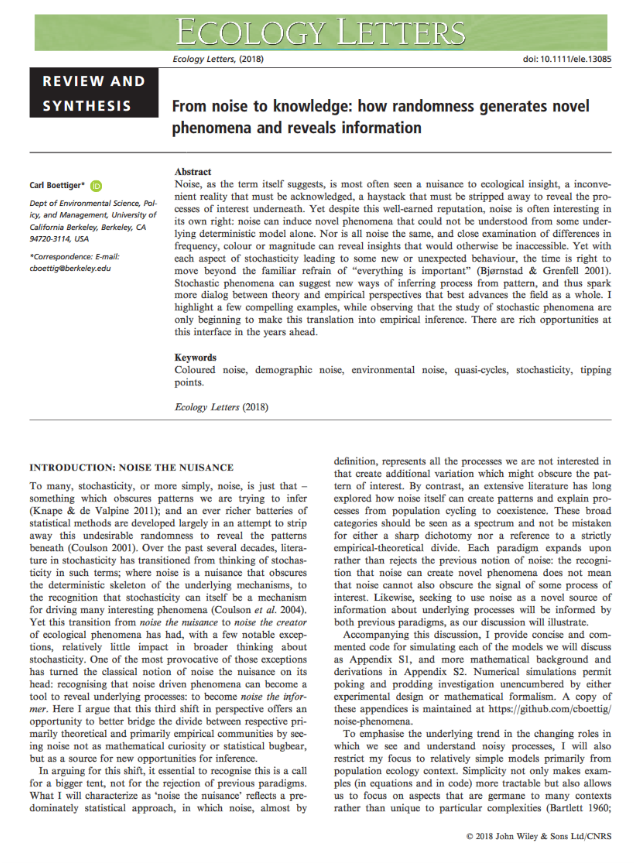 ECOLOGY LETTERS
Ecology Letters, (2018)
doi: 10.1111/ele.13085
REVIEW AND
SYNTHESIS
From noise to knowledge: how randomness generates novel
phenomena and reveals information
Carl Boettiger*
Dept of Environmental Science, Pol-
icy, and Management, University of
California Berkeley, Berkeley, CA
94720-3114, USA
*Correspondence: E-mail:
cboettig@berkeley.edu
Abstract
Noise, as the term itself suggests, is most often seen a nuisance to ecological insight, a inconve-
nient reality that must be acknowledged, a haystack that must be stripped away to reveal the pro-
cesses of interest underneath. Yet despite this well-earned reputation, noise is often interesting in
its own right: noise can induce novel phenomena that could not be understood from some under-
lying deterministic model alone. Nor is all noise the same, and close examination of differences in
frequency, colour or magnitude can reveal insights that would otherwise be inaccessible. Yet with
each aspect of stochasticity leading to some new or unexpected behaviour, the time is right to
move beyond the familiar refrain of “everything is important” (Bjørnstad & Grenfell 2001).
Stochastic phenomena can suggest new ways of inferring process from pattern, and thus spark
more dialog between theory and empirical perspectives that best advances the field as a whole. I
highlight a few compelling examples, while observing that the study of stochastic phenomena are
only beginning to make this translation into empirical inference. There are rich opportunities at
this interface in the years ahead.
Keywords
Coloured noise, demographic noise, environmental noise, quasi-cycles, stochasticity, tipping
points.
Ecology Letters (2018)
INTRODUCTION: NOISE THE NUISANCE
To many, stochasticity, or more simply, noise, is just that –
something which obscures patterns we are trying to infer
(Knape & de Valpine 2011); and an ever richer batteries of
statistical methods are developed largely in an attempt to strip
away this undesirable randomness to reveal the patterns
beneath (Coulson 2001). Over the past several decades, litera-
ture in stochasticity has transitioned from thinking of stochas-
ticity in such terms; where noise is a nuisance that obscures
the deterministic skeleton of the underlying mechanisms, to
the recognition that stochasticity can itself be a mechanism
for driving many interesting phenomena (Coulson et al. 2004).
Yet this transition from noise the nuisance to noise the creator
of ecological phenomena has had, with a few notable excep-
tions, relatively little impact in broader thinking about
stochasticity. One of the most provocative of those exceptions
has turned the classical notion of noise the nuisance on its
head: recognising that noise driven phenomena can become a
tool to reveal underlying processes: to become noise the infor-
mer. Here I argue that this third shift in perspective offers an
opportunity to better bridge the divide between respective pri-
marily theoretical and primarily empirical communities by see-
ing noise not as mathematical curiosity or statistical bugbear,
but as a source for new opportunities for inference.
In arguing for this shift, it is essential to recognise this is a call
for a bigger tent, not for the rejection of previous paradigms.
What I will characterize as ‘noise the nuisance’ reflects a pre-
dominately statistical approach, in which noise, almost by
definition, represents all the processes we are not interested in
that create additional variation which might obscure the pat-
tern of interest. By contrast, an extensive literature has long
explored how noise itself can create patterns and explain pro-
cesses from population cycling to coexistence. These broad
categories should be seen as a spectrum and not be mistaken
for either a sharp dichotomy nor a reference to a strictly
empirical-theoretical divide. Each paradigm expands upon
rather than rejects the previous notion of noise: the recogni-
tion that noise can create novel phenomena does not mean
that noise cannot also obscure the signal of some process of
interest. Likewise, seeking to use noise as a novel source of
information about underlying processes will be informed by
both previous paradigms, as our discussion will illustrate.
Accompanying this discussion, I provide concise and com-
mented code for simulating each of the models we will discuss
as Appendix S1, and more mathematical background and
derivations in Appendix S2. Numerical simulations permit
poking and prodding investigation unencumbered by either
experimental design or mathematical formalism. A copy of
these appendices is maintained at https://github.com/cboettig/
noise-phenomena.
To emphasise the underlying trend in the changing roles in
which we see and understand noisy processes, I will also
restrict my focus to relatively simple models primarily from
population ecology context. Simplicity not only makes exam-
ples (in equations and in code) more tractable but also allows
us to focus on aspects that are germane to many contexts
rather than unique to particular complexities (Bartlett 1960;
© 2018 John Wiley & Sons Ltd/CNRS